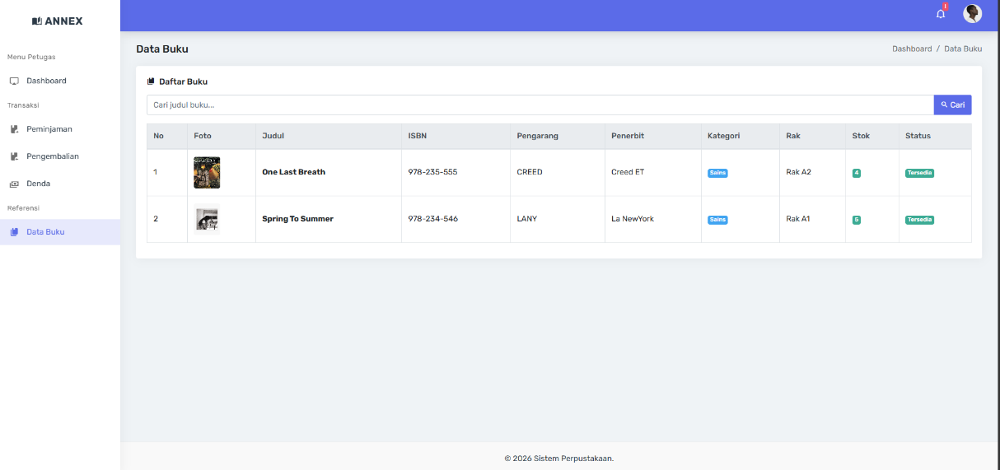 ANNEX
Menu Petugas
Dashboard
Transaksi
Peminjaman
Pengembalian
Denda
Referensi
Data Buku
Data Buku
Dashboard / Data Buku
Daftar Buku
Cari judul buku...
Cari
No Foto Judul ISBN Pengarang Penerbit Kategori Rak Stok Status
1 One Last Breath 978-235-555 CREED Creed ET Sains Rak A2 4 Tersedia
2 Spring To Summer 978-234-546 LANY La NewYork Sains Rak A1 5 Tersedia
© 2026 Sistem Perpustakaan.